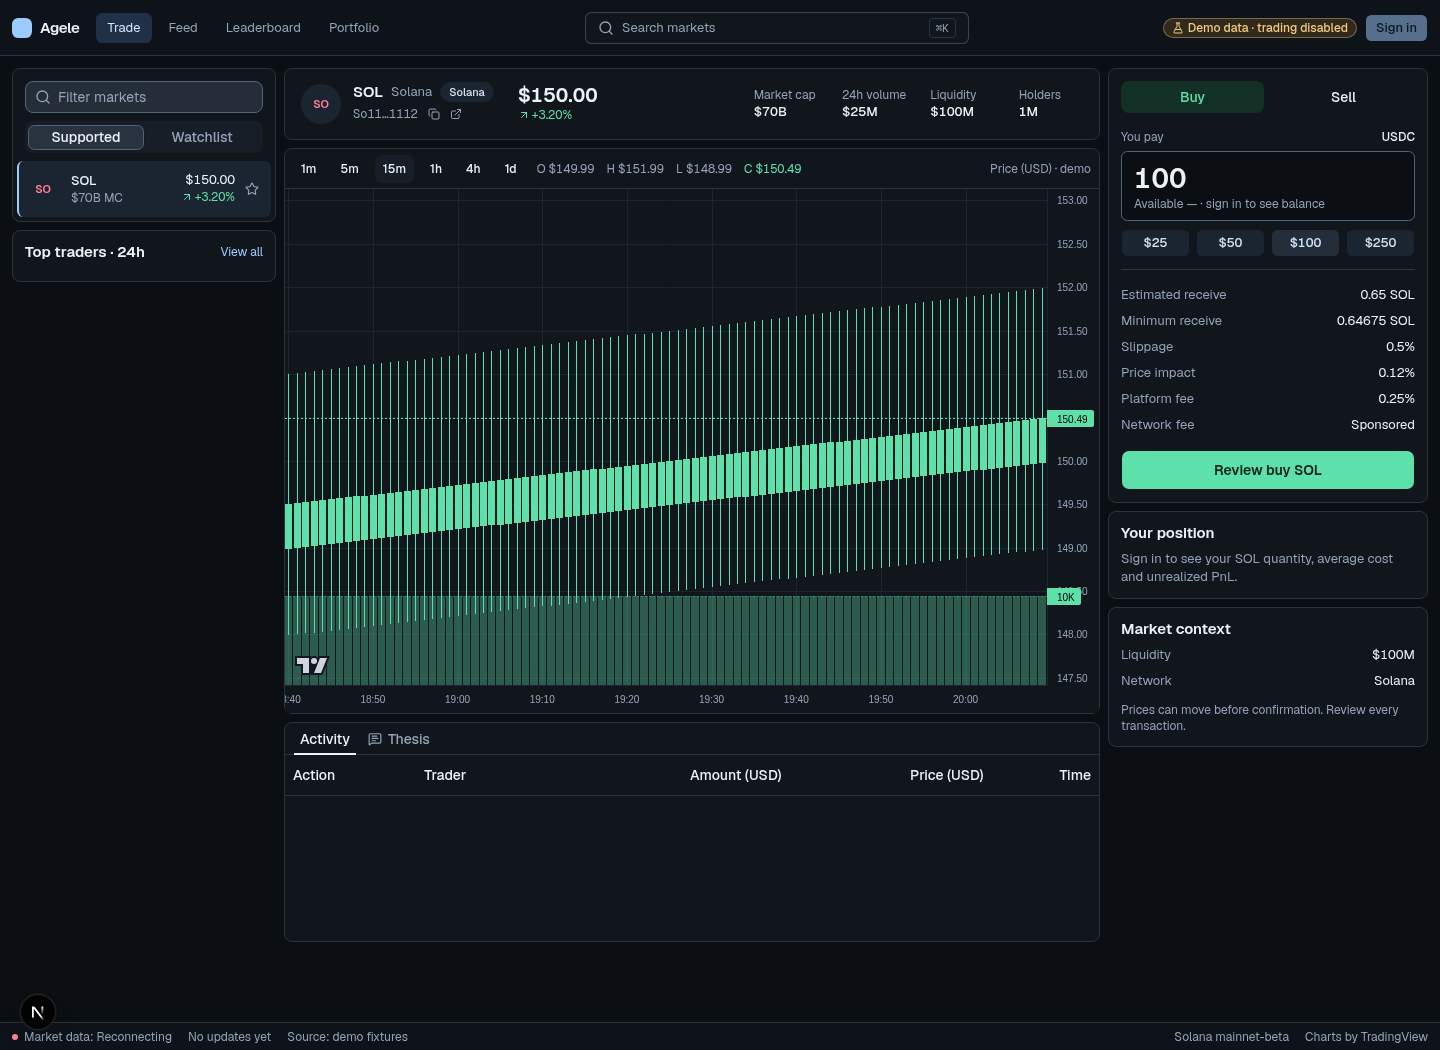 Agele
Trade
Feed
Leaderboard
Portfolio
Search markets
⌘K
Demo data · trading disabled
Sign in
Filter markets
Supported
Watchlist
SO
SOL
$70B MC
$150.00
+3.20%
Top traders · 24h
View all
SO
SOL Solana Solana
So11…1112
$150.00
+3.20%
Market cap
$70B
24h volume
$25M
Liquidity
$100M
Holders
1M
1m 5m 15m 1h 4h 1d O $149.99 H $151.99 L $148.99 C $150.49
Price (USD) · demo
153.00
152.50
152.00
151.50
151.00
150.49
150.00
149.50
149.00
10K
148.00
147.50
:40 18:50 19:00 19:10 19:20 19:30 19:40 19:50 20:00
Activity
Thesis
Action Trader Amount (USD) Price (USD) Time
Buy
Sell
You pay USDC
100
Available — · sign in to see balance
$25 $50 $100 $250
Estimated receive 0.65 SOL
Minimum receive 0.64675 SOL
Slippage 0.5%
Price impact 0.12%
Platform fee 0.25%
Network fee Sponsored
Review buy SOL
Your position
Sign in to see your SOL quantity, average cost
and unrealized PnL.
Market context
Liquidity $100M
Network Solana
Prices can move before confirmation. Review every
transaction.
N
Market data: Reconnecting
No updates yet
Source: demo fixtures
Solana mainnet-beta
Charts by TradingView